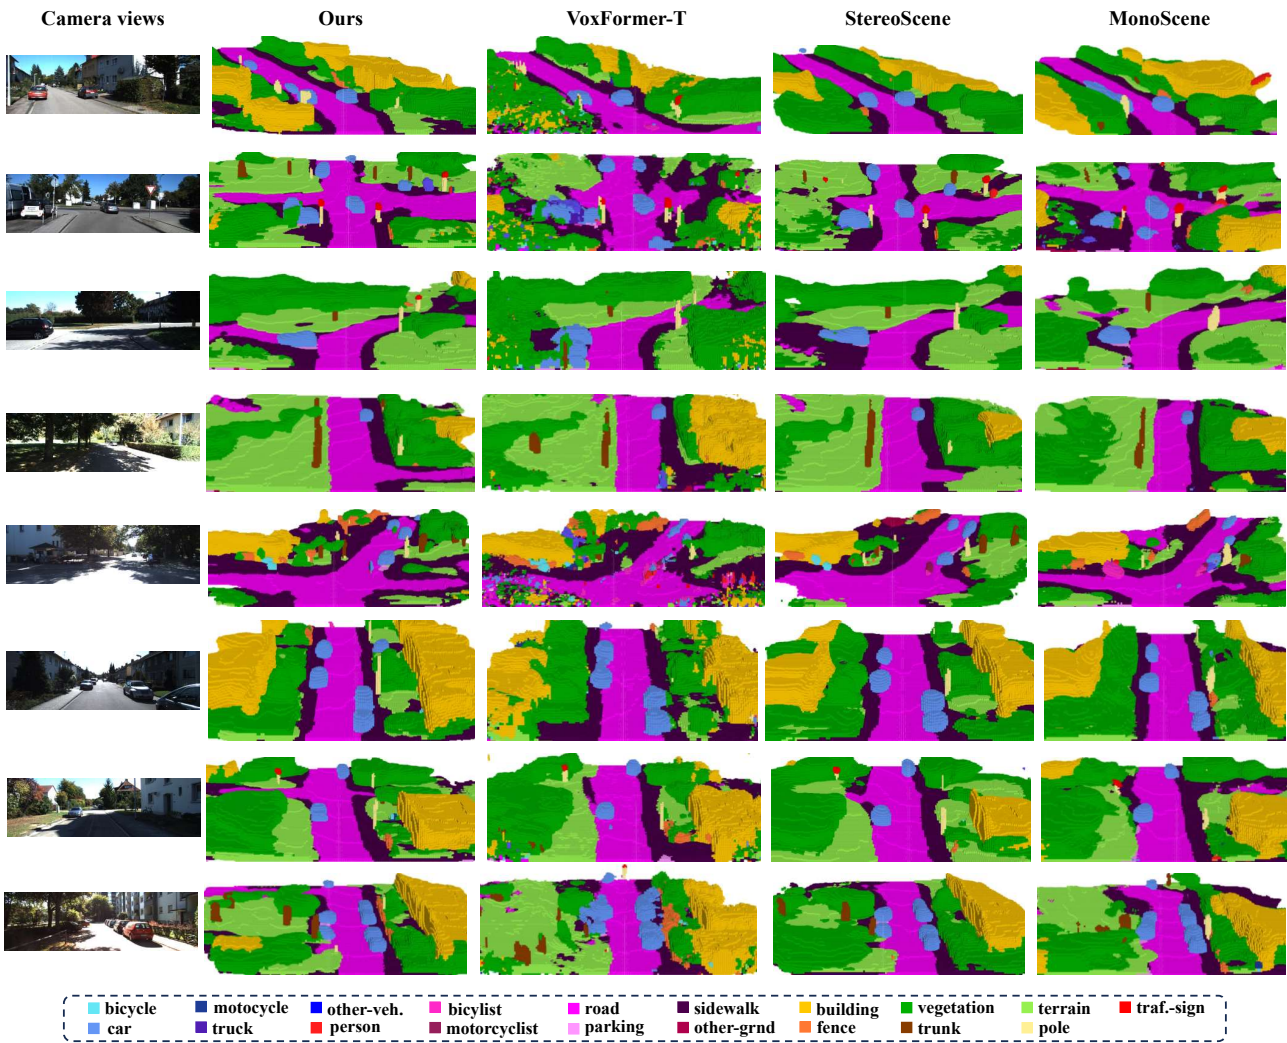 Camera views Ours VoxFormer-T StereoScene MonoScene
bicycle motocycle other-veh. bicylist road sidewalk building vegetation terrain traf.-sign
car truck person motorcyclist parking other-grnd fence trunk pole